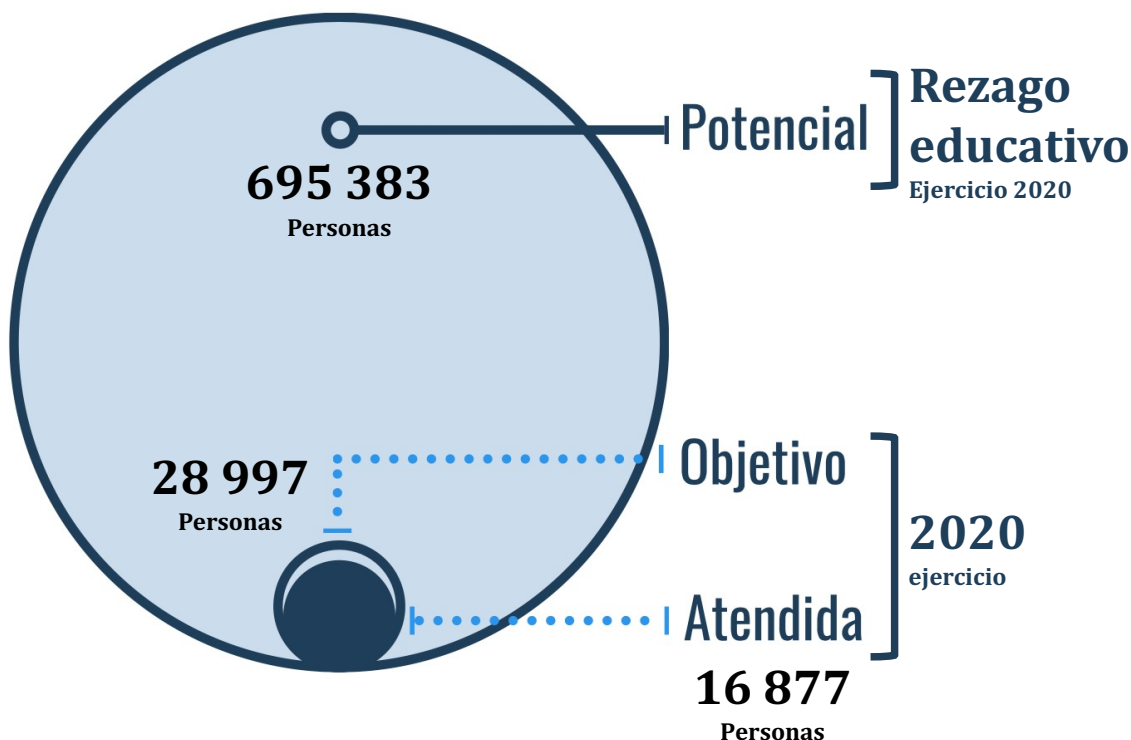 Potencial
Rezago
educativo
Ejercicio 2020
695 383
Personas
28 997
Personas
Objetivo
2020
ejercicio
Atendida
16 877
Personas